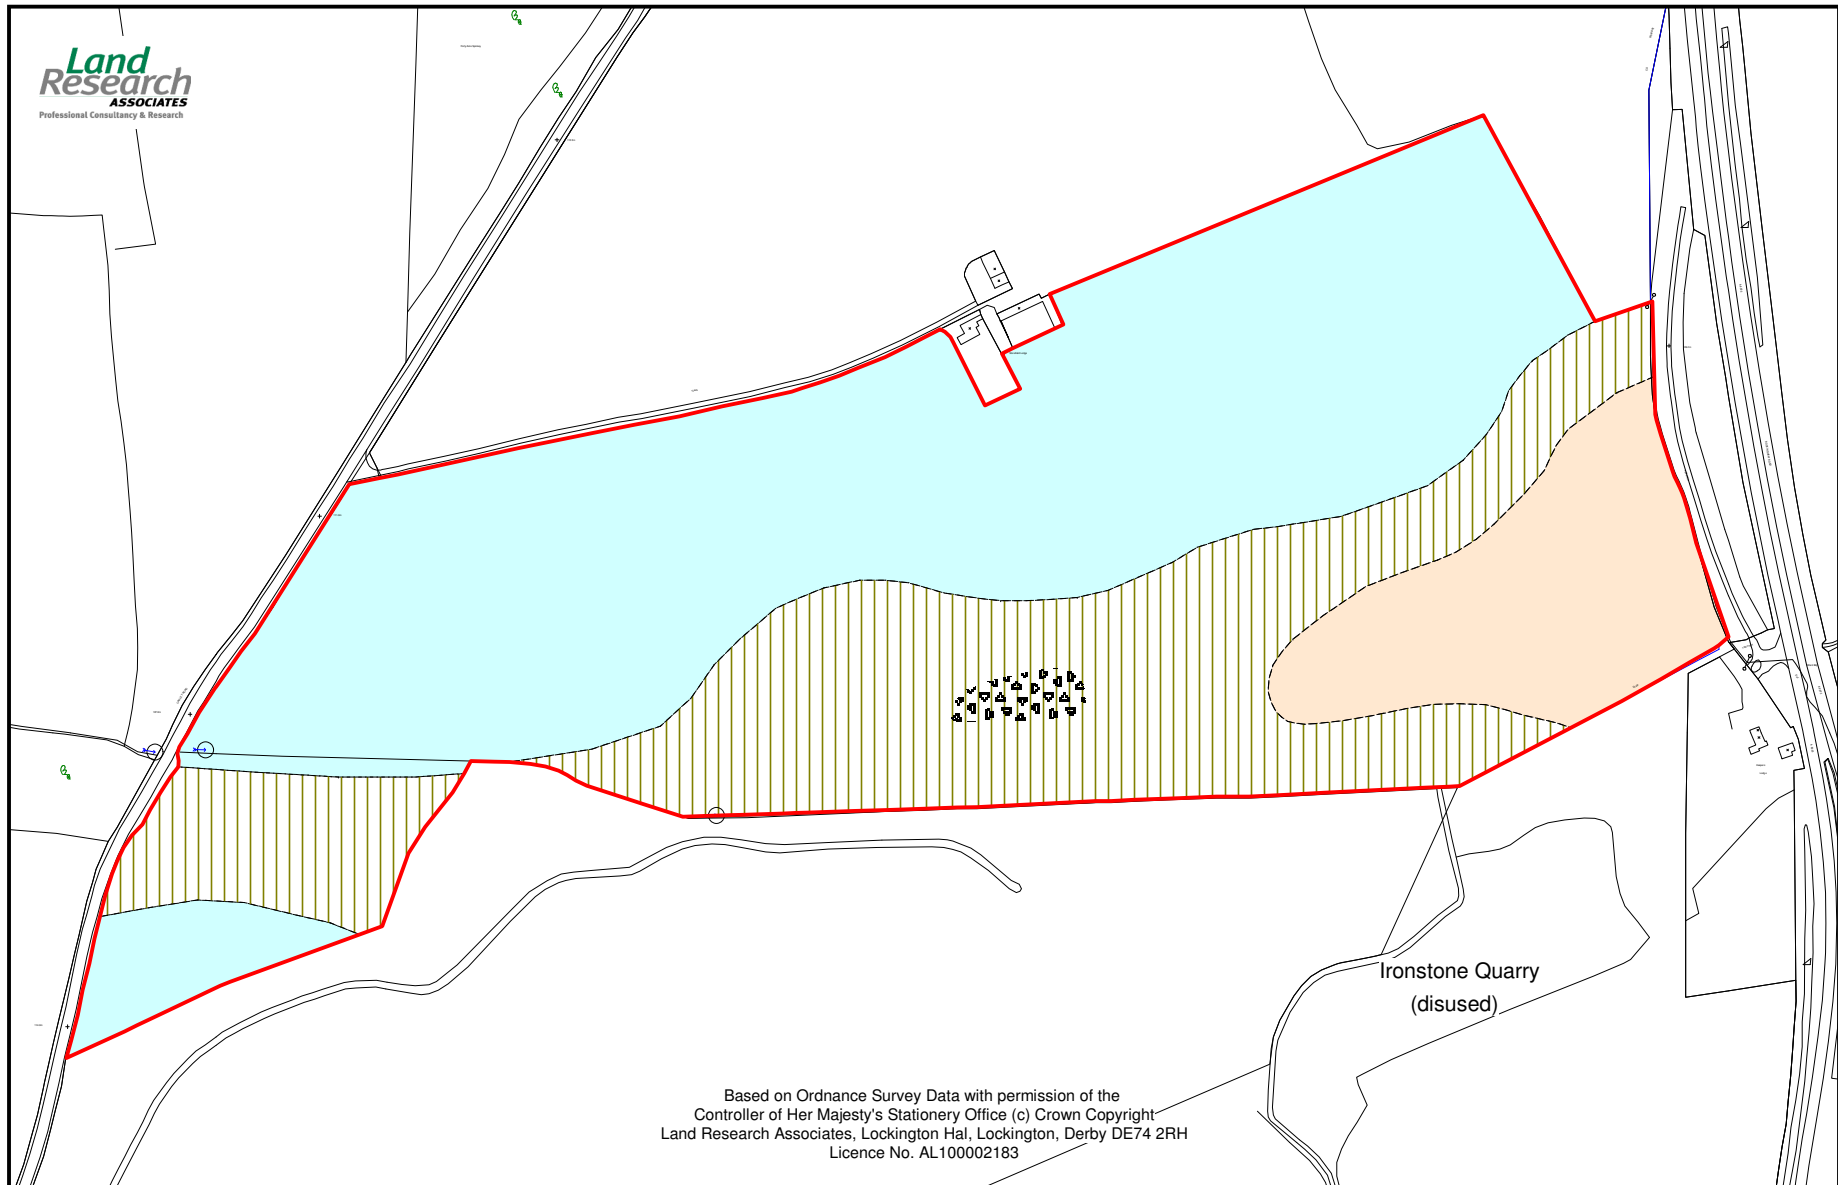 Land
Research
ASSOCIATES
Professional Consultancy & Research
Ironstone Quarry
(disused)
Based on Ordnance Survey Data with permission of the
Controller of Her Majesty's Stationery Office (c) Crown Copyright
Land Research Associates, Lockington Hal, Lockington, Derby DE74 2RH
Licence No. AL100002183